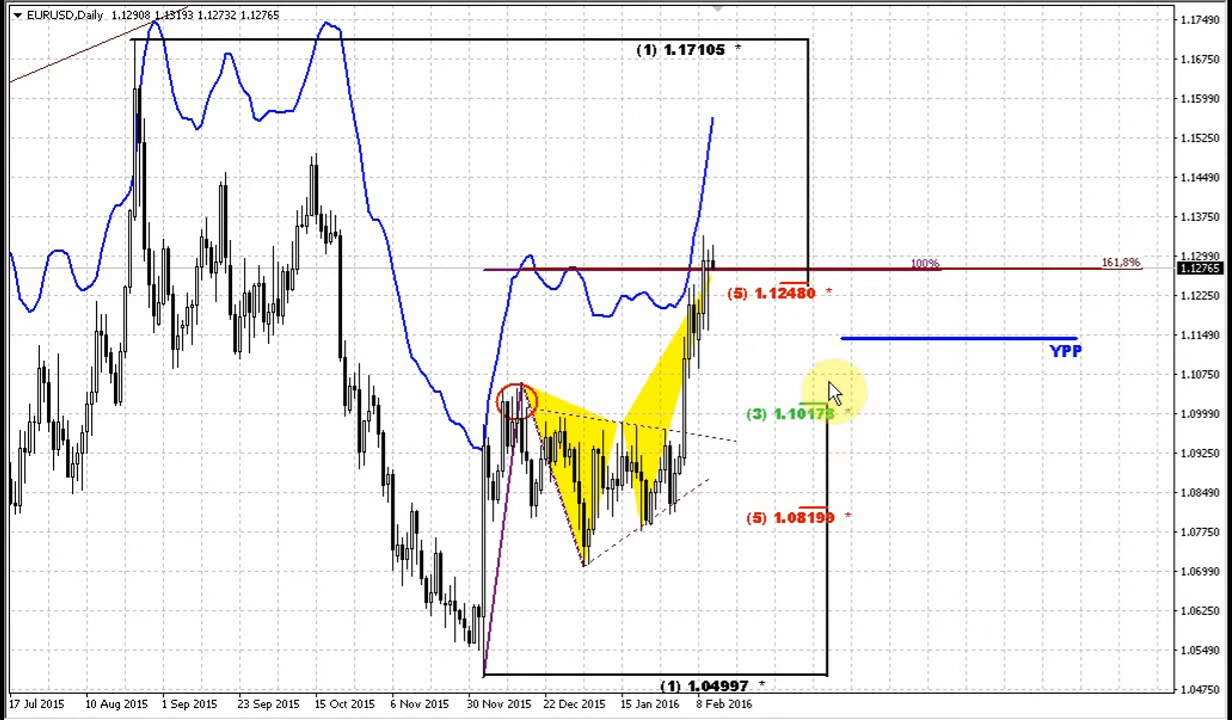 EURUSD,Daily 1.12908 1.13193 1.12732 1.12765
1.17490
(1) 1.17105 *
1.16750
1.15990
1.15250
1.14490
1.13750
1.12990
100%
161,8%
1.12765
(5) 1.12480 *
1.12250
1.11490
YPP
1.10750
(3) 1.10178 *
1.09990
1.09250
1.08490
(5) 1.08199 *
1.07750
1.06990
1.06250
1.05490
(1) 1.04997 *
1.04750
17 Jul 2015 10 Aug 2015 1 Sep 2015 23 Sep 2015 15 Oct 2015 6 Nov 2015 30 Nov 2015 22 Dec 2015 15 Jan 2016 8 Feb 2016